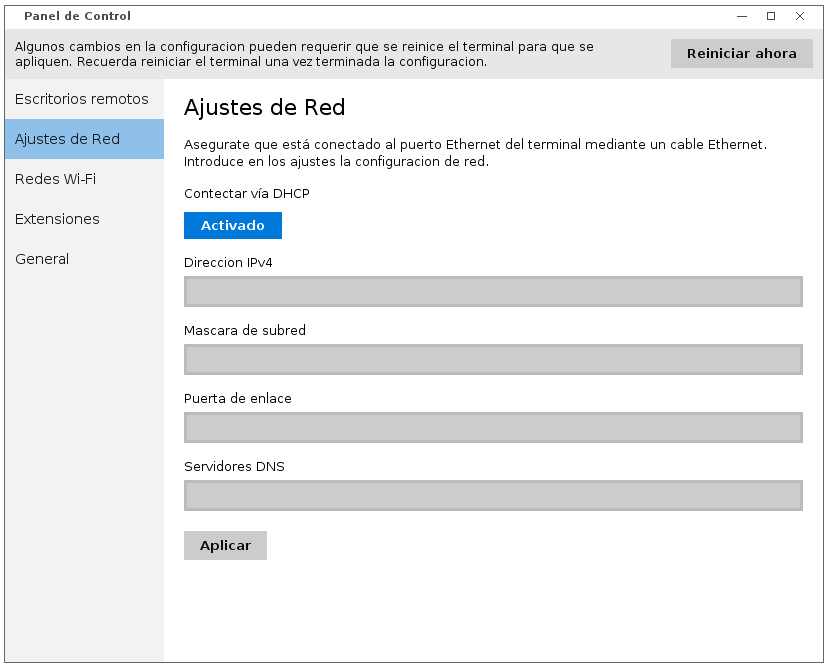 Panel de Control
Algunos cambios en la configuracion pueden requerir que se reinice el terminal para que se
apliquen. Recuerda reiniciar el terminal una vez terminada la configuracion.
Reiniciar ahora
Escritorios remotos
Ajustes de Red
Redes Wi-Fi
Extensiones
General
Ajustes de Red
Asegurate que está conectado al puerto Ethernet del terminal mediante un cable Ethernet.
Introduce en los ajustes la configuracion de red.
Contectar vía DHCP
Activado
Direccion IPv4
Mascara de subred
Puerta de enlace
Servidores DNS
Aplicar